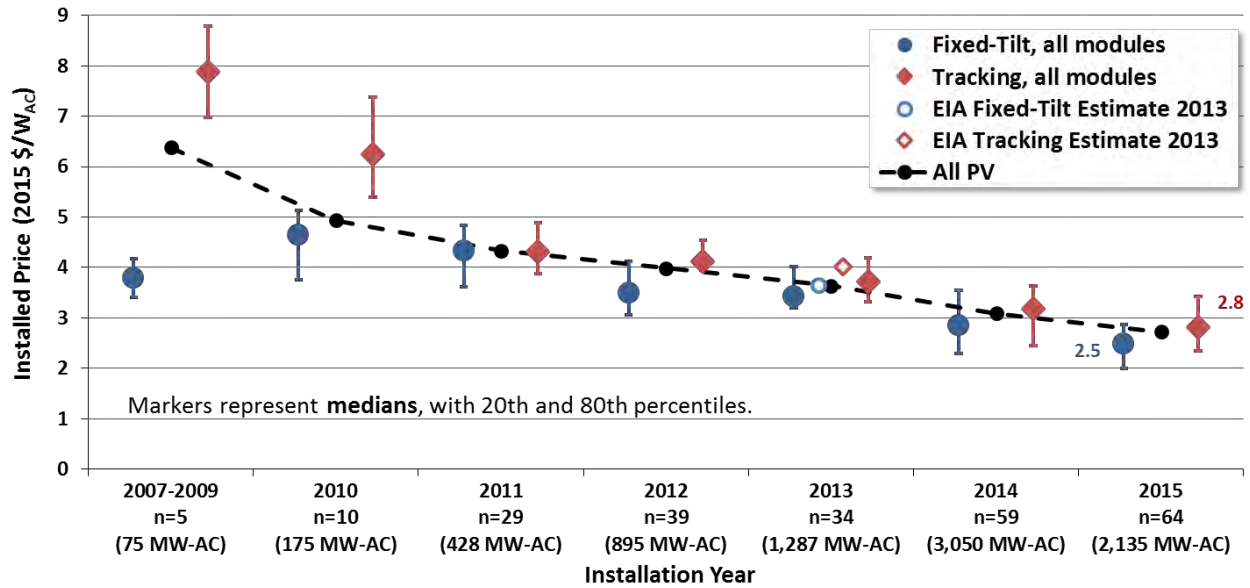 9
8
7
6
5
4
3
2
1
0
Installed Price (2015 $/W_AC)
Fixed-Tilt, all modules
Tracking, all modules
EIA Fixed-Tilt Estimate 2013
EIA Tracking Estimate 2013
All PV
2.8
2.5
Markers represent medians, with 20th and 80th percentiles.
2007-2009 2010 2011 2012 2013 2014 2015
n=5 n=10 n=29 n=39 n=34 n=59 n=64
(75 MW-AC) (175 MW-AC) (428 MW-AC) (895 MW-AC) (1,287 MW-AC) (3,050 MW-AC) (2,135 MW-AC)
Installation Year